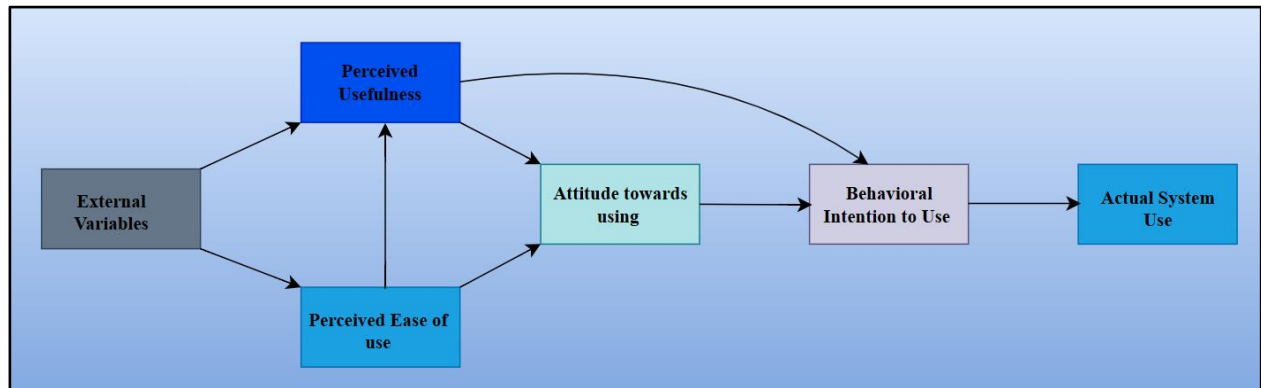 Perceived
Usefulness
External
Variables
Attitude towards
using
Behavioral
Intention to Use
Actual System
Use
Perceived Ease of
use